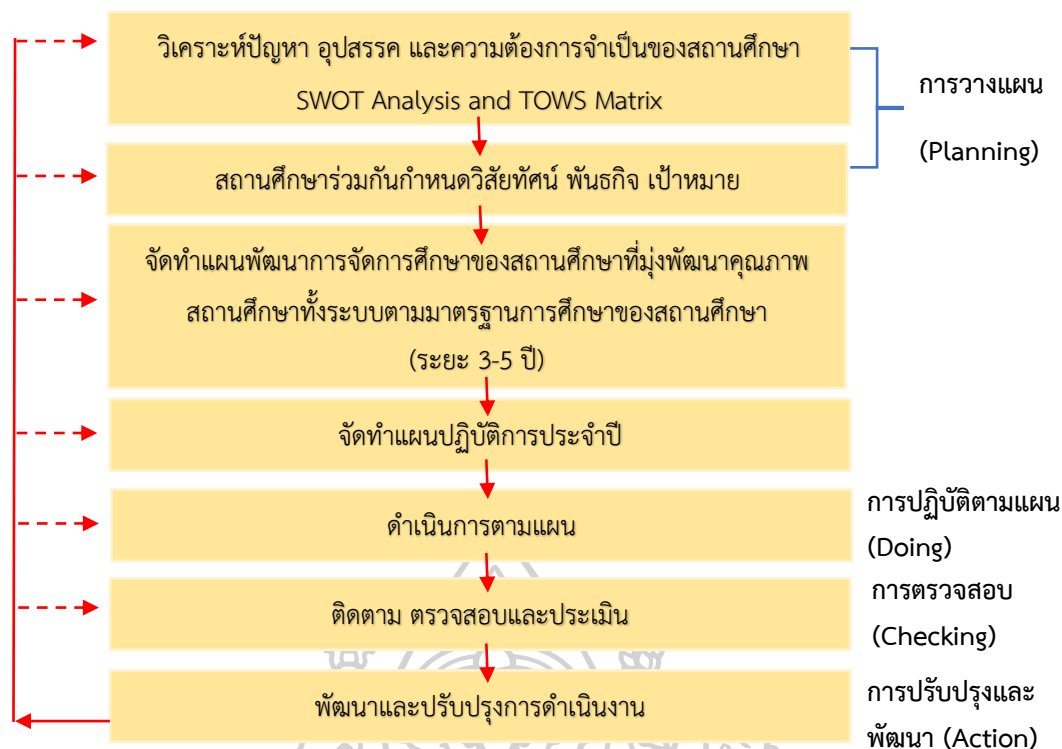 วิเคราะห์ปัญหา อุปสรรค และความต้องการจำเป็นของสถานศึกษา
SWOT Analysis and TOWS Matrix
การวางแผน
(Planning)
สถานศึกษาร่วมกันกำหนดวิสัยทัศน์ พันธกิจ เป้าหมาย
จัดทำแผนพัฒนาการจัดการศึกษาของสถานศึกษาที่มุ่งพัฒนาคุณภาพ
สถานศึกษาทั้งระบบตามมาตรฐานการศึกษาของสถานศึกษา
(ระยะ 3-5 ปี)
จัดทำแผนปฏิบัติการประจำปี
ดำเนินการตามแผน
การปฏิบัติตามแผน
(Doing)
ติดตาม ตรวจสอบและประเมิน
การตรวจสอบ
(Checking)
พัฒนาและปรับปรุงการดำเนินงาน
การปรับปรุงและ
พัฒนา (Action)